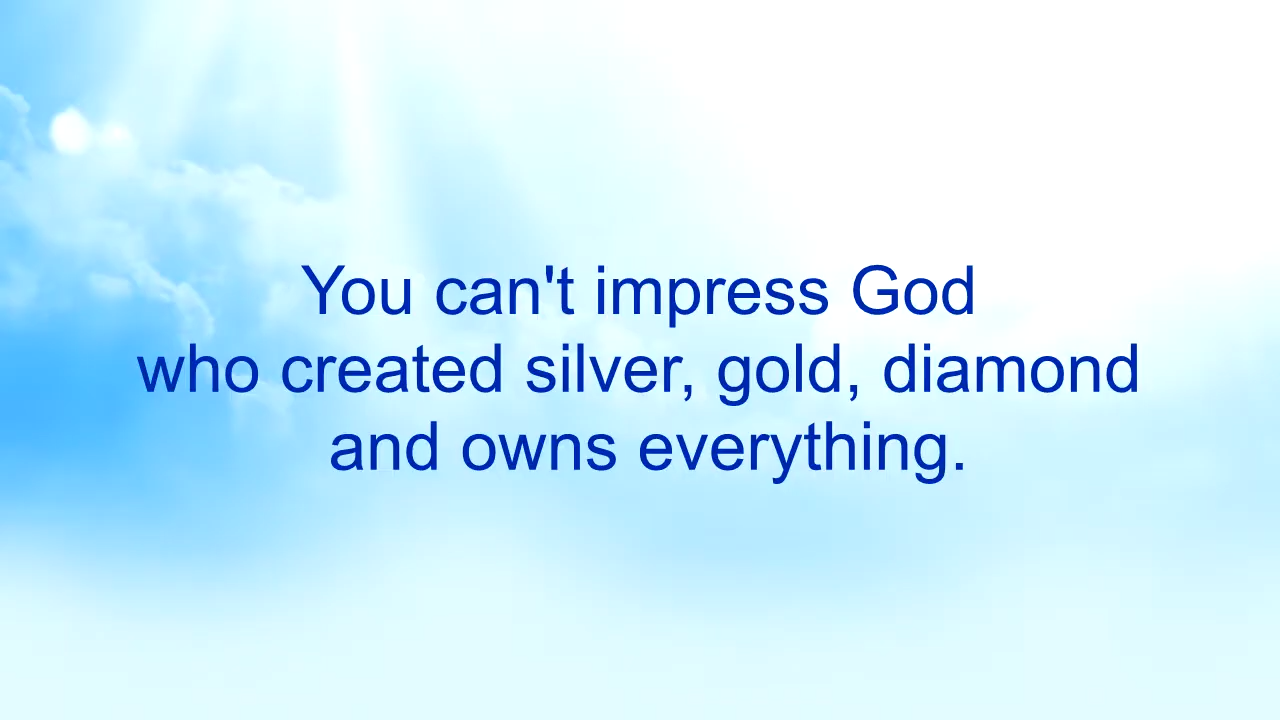 You can't impress God
who created silver, gold, diamond
and owns everything.